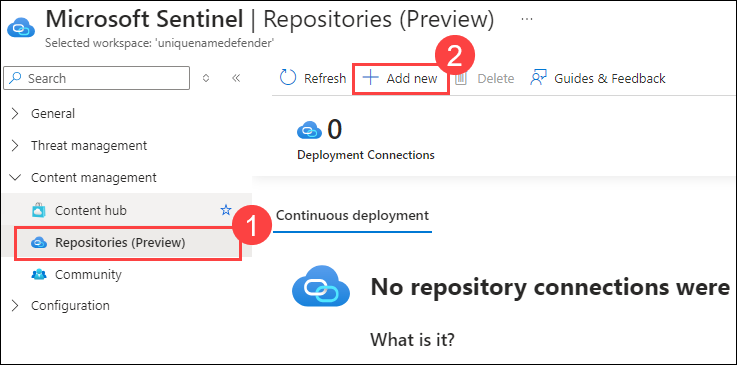 Microsoft Sentinel | Repositories (Preview) ...
Selected workspace: 'uniquenamedefender'
Search
«
Refresh
+ Add new
2
Delete
Guides & Feedback
General
Threat management
Content management
Content hub
Repositories (Preview)
1
Community
Configuration
0
Deployment Connections
Continuous deployment
No repository connections were
What is it?